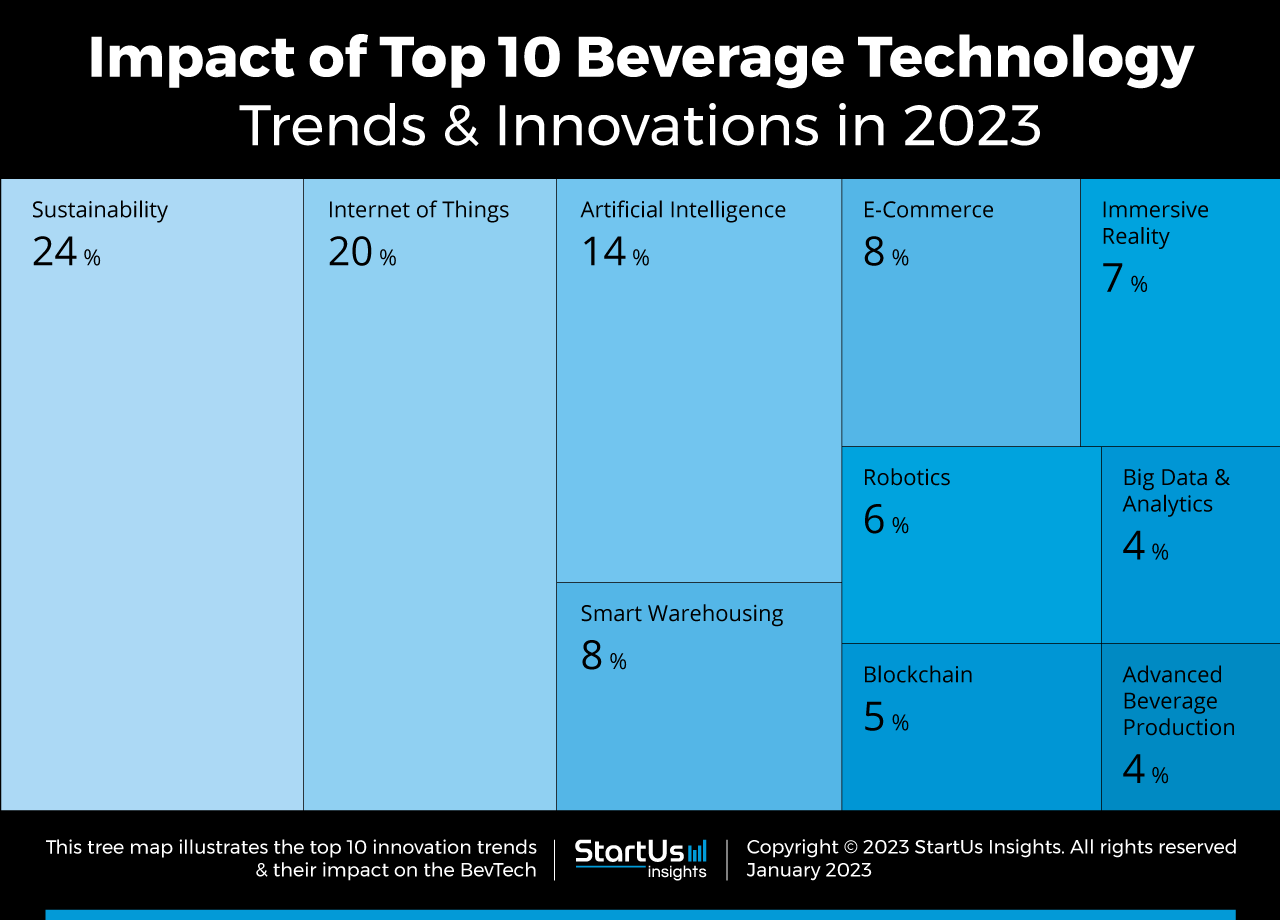 Impact of Top 10 Beverage Technology
Trends & Innovations in 2023
Sustainability
24 %
Internet of Things
20 %
Artificial Intelligence
14 %
Smart Warehousing
8 %
E-Commerce
8 %
Immersive
Reality
7 %
Robotics
6 %
Big Data &
Analytics
4 %
Blockchain
5 %
Advanced
Beverage
Production
4 %
This tree map illustrates the top 10 innovation trends
& their impact on the BevTech
StartUs
insights
Copyright © 2023 StartUs Insights. All rights reserved
January 2023